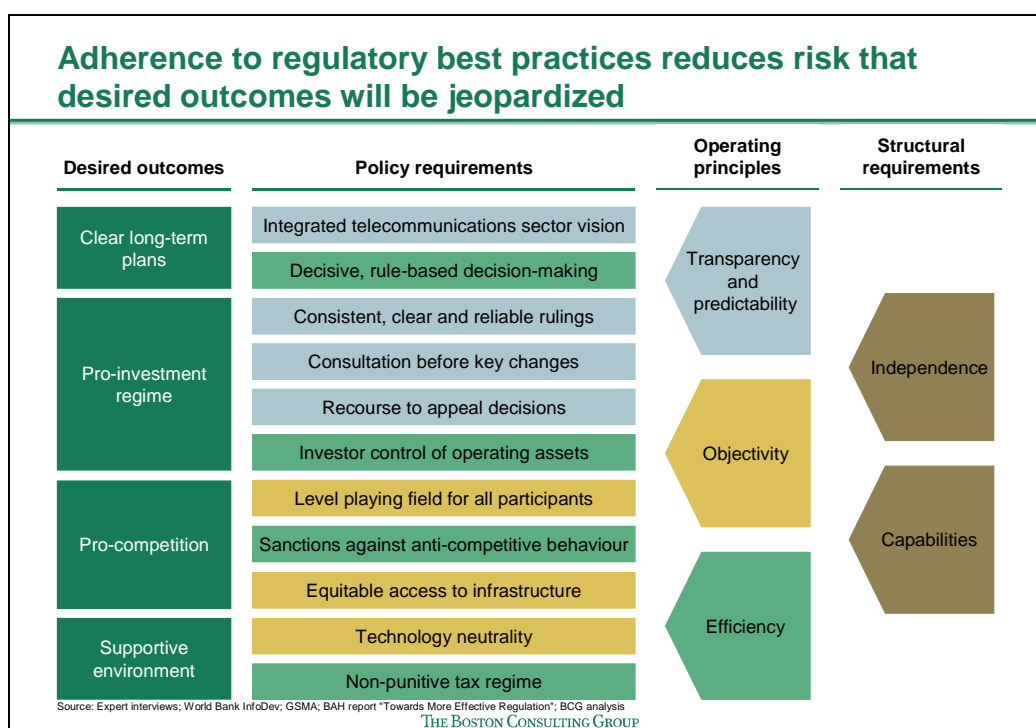 Adherence to regulatory best practices reduces risk that
desired outcomes will be jeopardized
Desired outcomes
Policy requirements
Operating
principles
Structural
requirements
Clear long-term
plans
Pro-investment
regime
Pro-competition
Supportive
environment
Integrated telecommunications sector vision
Decisive, rule-based decision-making
Consistent, clear and reliable rulings
Consultation before key changes
Recourse to appeal decisions
Investor control of operating assets
Level playing field for all participants
Sanctions against anti-competitive behaviour
Equitable access to infrastructure
Technology neutrality
Non-punitive tax regime
Transparency
and
predictability
Objectivity
Efficiency
Independence
Capabilities
Source: Expert interviews; World Bank InfoDev; GSMA; BAH report "Towards More Effective Regulation"; BCG analysis
THE BOSTON CONSULTING GROUP